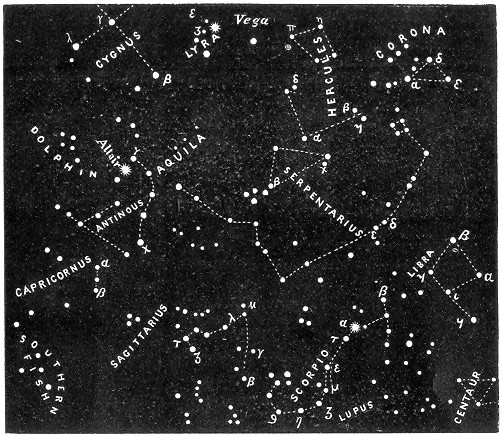 Vega
CYGNUS
LYRA
HERCULES
CORONA
DOLPHIN
Altair
AQUILA
SERPENTARIUS
ANTINOUS
LIBRA
CAPRICORNUS
SAGITTARIUS
SCORPIO
SOUTHERN
FISH
LUPUS
CENTAUR